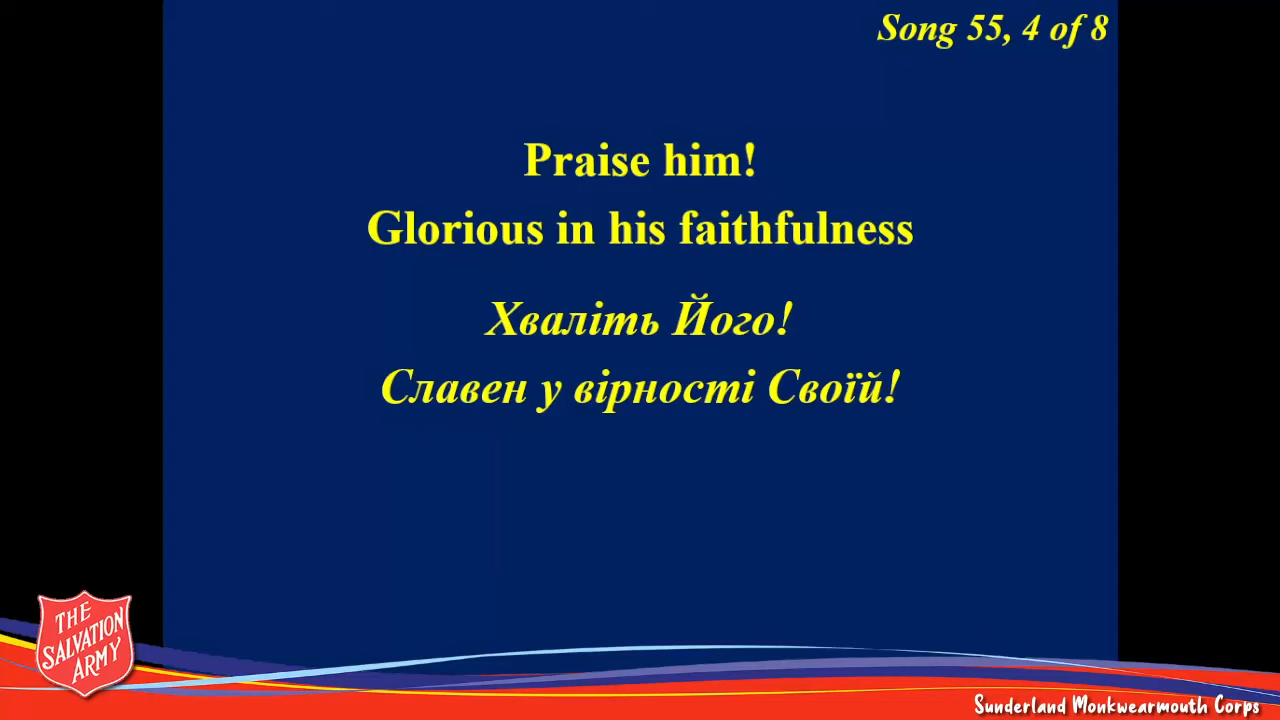 Song 55, 4 of 8
Praise him!
Glorious in his faithfulness
Хваліть Його!
Славен у вірності Своїй!
THE
SALVATION
ARMY
Sunderland Monkwearmouth Corps